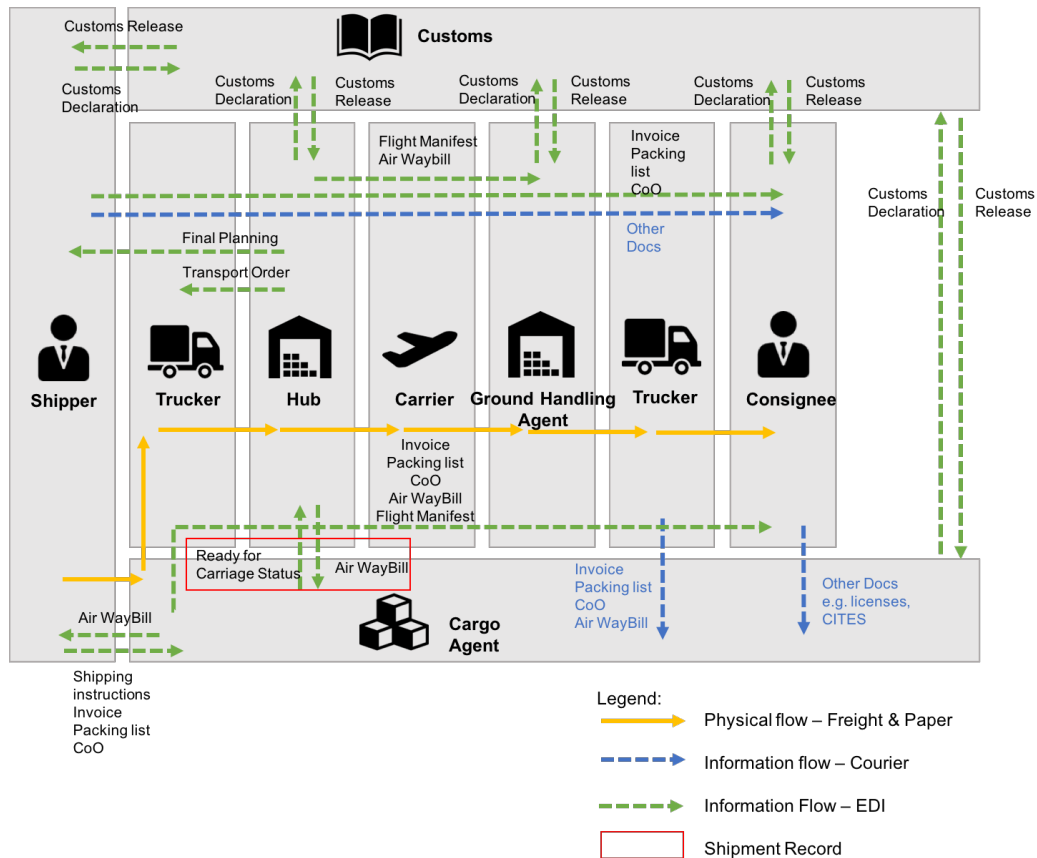 Customs Release
Customs
Customs
Declaration
Customs
Declaration
Customs
Release
Customs
Declaration
Customs
Release
Customs
Declaration
Customs
Release
Flight Manifest
Air Waybill
Invoice
Packing
list
CoO
Customs
Declaration
Customs
Release
Other
Docs
Final Planning
Transport Order
Shipper
Trucker
Hub
Carrier
Ground Handling
Agent
Trucker
Consignee
Invoice
Packing list
CoO
Air WayBill
Flight Manifest
Ready for
Carriage Status
Air WayBill
Invoice
Packing list
CoO
Air WayBill
Other Docs
e.g. licenses,
CITES
Air WayBill
Cargo
Agent
Shipping
instructions
Invoice
Packing list
CoO
Legend:
Physical flow – Freight & Paper
Information flow – Courier
Information Flow – EDI
Shipment Record